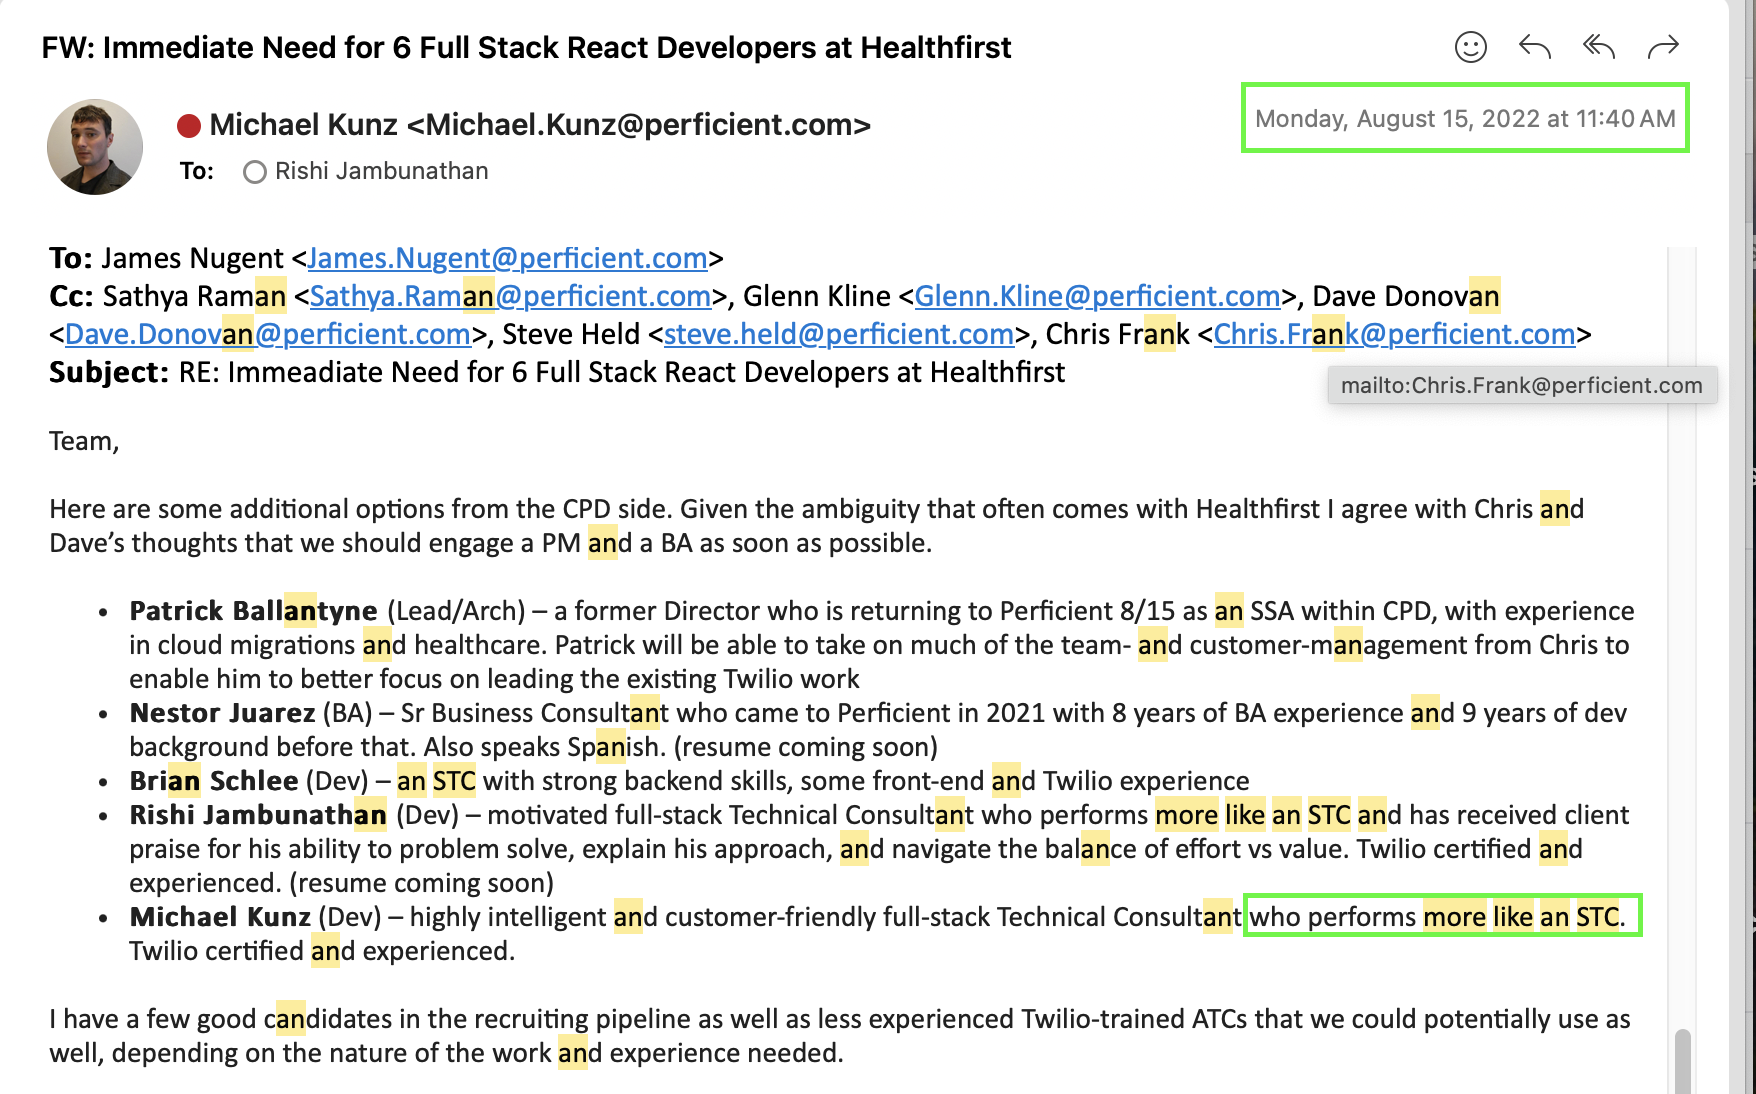 FW: Immediate Need for 6 Full Stack React Developers at Healthfirst
Michael Kunz <Michael.Kunz@perficient.com>
Monday, August 15, 2022 at 11:40 AM
To: Rishi Jambunathan
To: James Nugent <James.Nugent@perficient.com>
Cc: Sathya Raman <Sathya.Raman@perficient.com>, Glenn Kline <Glenn.Kline@perficient.com>, Dave Donovan
<Dave.Donovan@perficient.com>, Steve Held <steve.held@perficient.com>, Chris Frank <Chris.Frank@perficient.com>
Subject: RE: Immeadiate Need for 6 Full Stack React Developers at Healthfirst
mailto:Chris.Frank@perficient.com
Team,
Here are some additional options from the CPD side. Given the ambiguity that often comes with Healthfirst I agree with Chris and
Dave’s thoughts that we should engage a PM and a BA as soon as possible.
• Patrick Ballantyne (Lead/Arch) – a former Director who is returning to Perficient 8/15 as an SSA within CPD, with experience
in cloud migrations and healthcare. Patrick will be able to take on much of the team- and customer-management from Chris to
enable him to better focus on leading the existing Twilio work
• Nestor Juarez (BA) – Sr Business Consultant who came to Perficient in 2021 with 8 years of BA experience and 9 years of dev
background before that. Also speaks Spanish. (resume coming soon)
• Brian Schlee (Dev) – an STC with strong backend skills, some front-end and Twilio experience
• Rishi Jambunathan (Dev) – motivated full-stack Technical Consultant who performs more like an STC and has received client
praise for his ability to problem solve, explain his approach, and navigate the balance of effort vs value. Twilio certified and
experienced. (resume coming soon)
• Michael Kunz (Dev) – highly intelligent and customer-friendly full-stack Technical Consultant who performs more like an STC.
Twilio certified and experienced.
I have a few good candidates in the recruiting pipeline as well as less experienced Twilio-trained ATCs that we could potentially use as
well, depending on the nature of the work and experience needed.